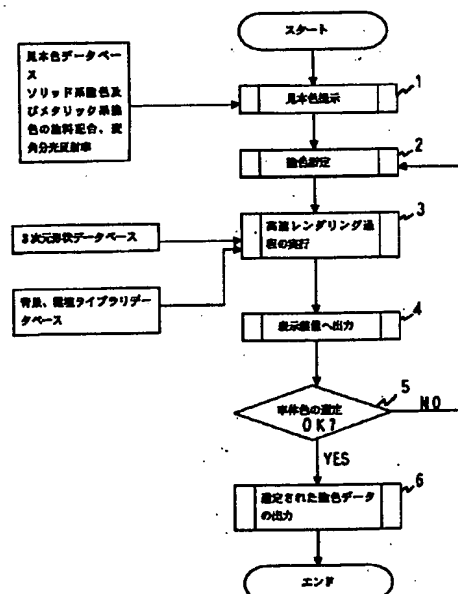 スタート
見本色データベー
ス
ソリッド系塗色及
びメタリック系塗
色の塗料配合、変
角分光反射率
見本色提示
1
塗色設定
2
3次元形状データベース
高速レンダリング過
程の実行
3
背景、環境ライブラリデー
タベース
表示装置へ出力
4
車体色の選定
OK?
5
NO
YES
選定された塗色データ
の出力
6
エンド